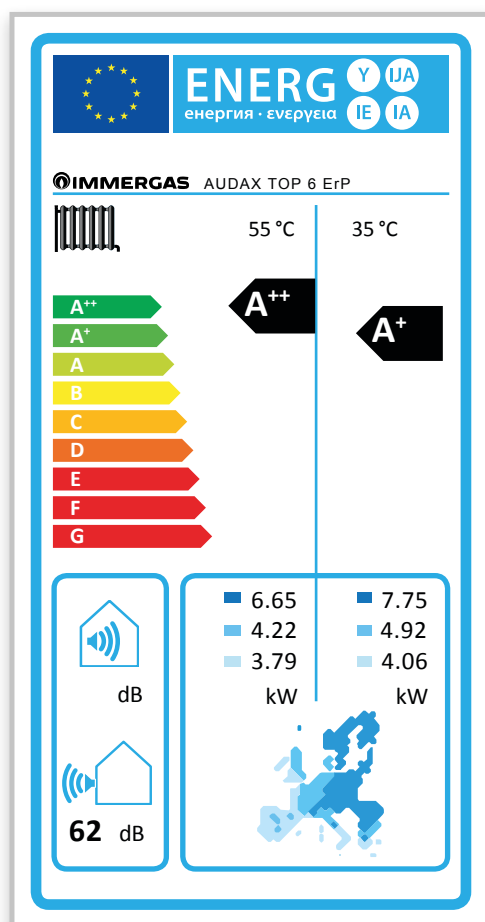 ENERG Y IJA
енергия · ενεργεια IE IA
IMMERGAS AUDAX TOP 6 ErP
55 °C 35 °C
A++
A+
A++
A+
A
B
C
D
E
F
G
6.65 7.75
4.22 4.92
3.79 4.06
dB kW kW
62 dB